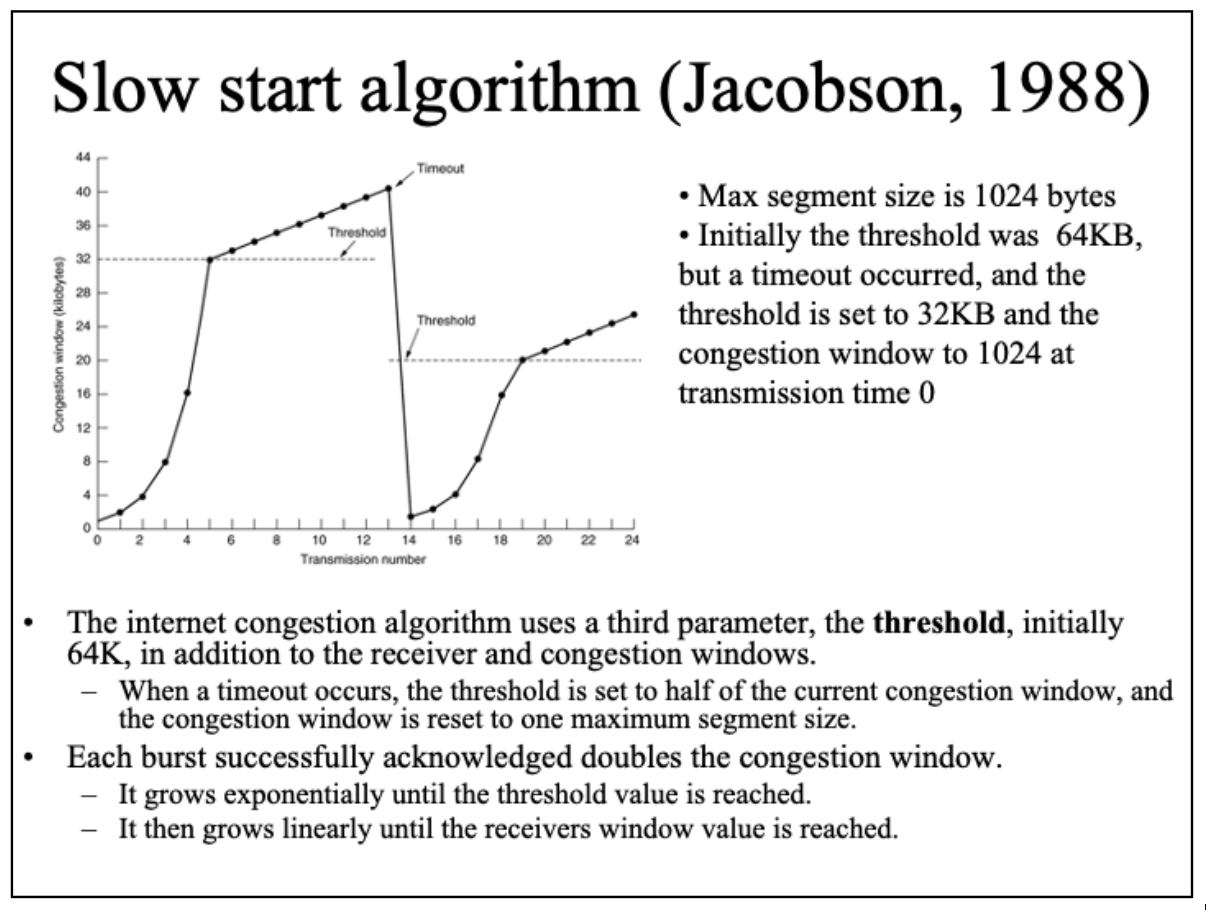 Slow start algorithm (Jacobson, 1988)
44
40
36
32
28
24
20
16
12
8
4
0
Congestion window (kilobytes)
Timeout
Threshold
Threshold
0 2 4 6 8 10 12 14 16 18 20 22 24
Transmission number
• Max segment size is 1024 bytes
• Initially the threshold was 64KB,
but a timeout occurred, and the
threshold is set to 32KB and the
congestion window to 1024 at
transmission time 0
• The internet congestion algorithm uses a third parameter, the threshold, initially
64K, in addition to the receiver and congestion windows.
– When a timeout occurs, the threshold is set to half of the current congestion window, and
the congestion window is reset to one maximum segment size.
• Each burst successfully acknowledged doubles the congestion window.
– It grows exponentially until the threshold value is reached.
– It then grows linearly until the receivers window value is reached.